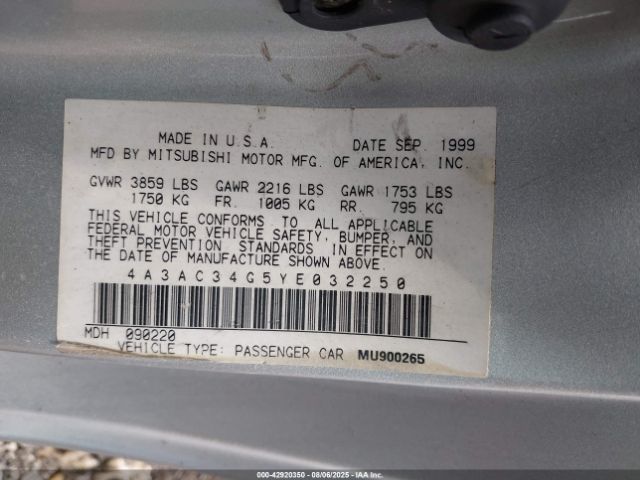 MADE IN U.S.A. DATE SEP. 1999
MFD BY MITSUBISHI MOTOR MFG. OF AMERICA, INC.
GVWR 3859 LBS GAWR 2216 LBS GAWR 1753 LBS
1750 KG FR. 1005 KG RR. 795 KG
THIS VEHICLE CONFORMS TO ALL APPLICABLE
FEDERAL MOTOR VEHICLE SAFETY, BUMPER, AND
THEFT PREVENTION STANDARDS IN EFFECT ON
THE DATE OF MANUFACTURE SHOWN ABOVE.
4A3AC34G5YE032250
MDH 090220
VEHICLE TYPE: PASSENGER CAR MU900265
000-42920350 - 08/06/2025 - IAA Inc.